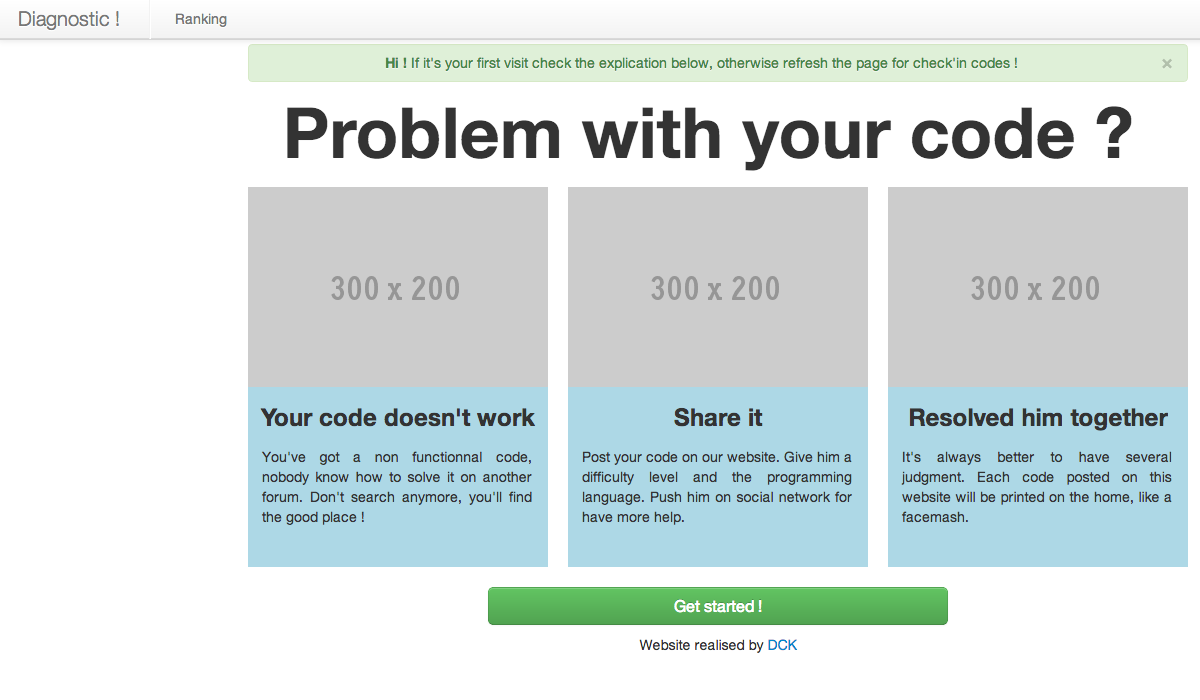 Diagnostic ! Ranking
Hi ! If it's your first visit check the explication below, otherwise refresh the page for check'in codes ! ×
Problem with your code ?
300 x 200
300 x 200
300 x 200
Your code doesn't work
You've got a non functionnal code,
nobody know how to solve it on another
forum. Don't search anymore, you'll find
the good place !
Share it
Post your code on our website. Give him a
difficulty level and the programming
language. Push him on social network for
have more help.
Resolved him together
It's always better to have several
judgment. Each code posted on this
website will be printed on the home, like a
facemash.
Get started !
Website realised by DCK